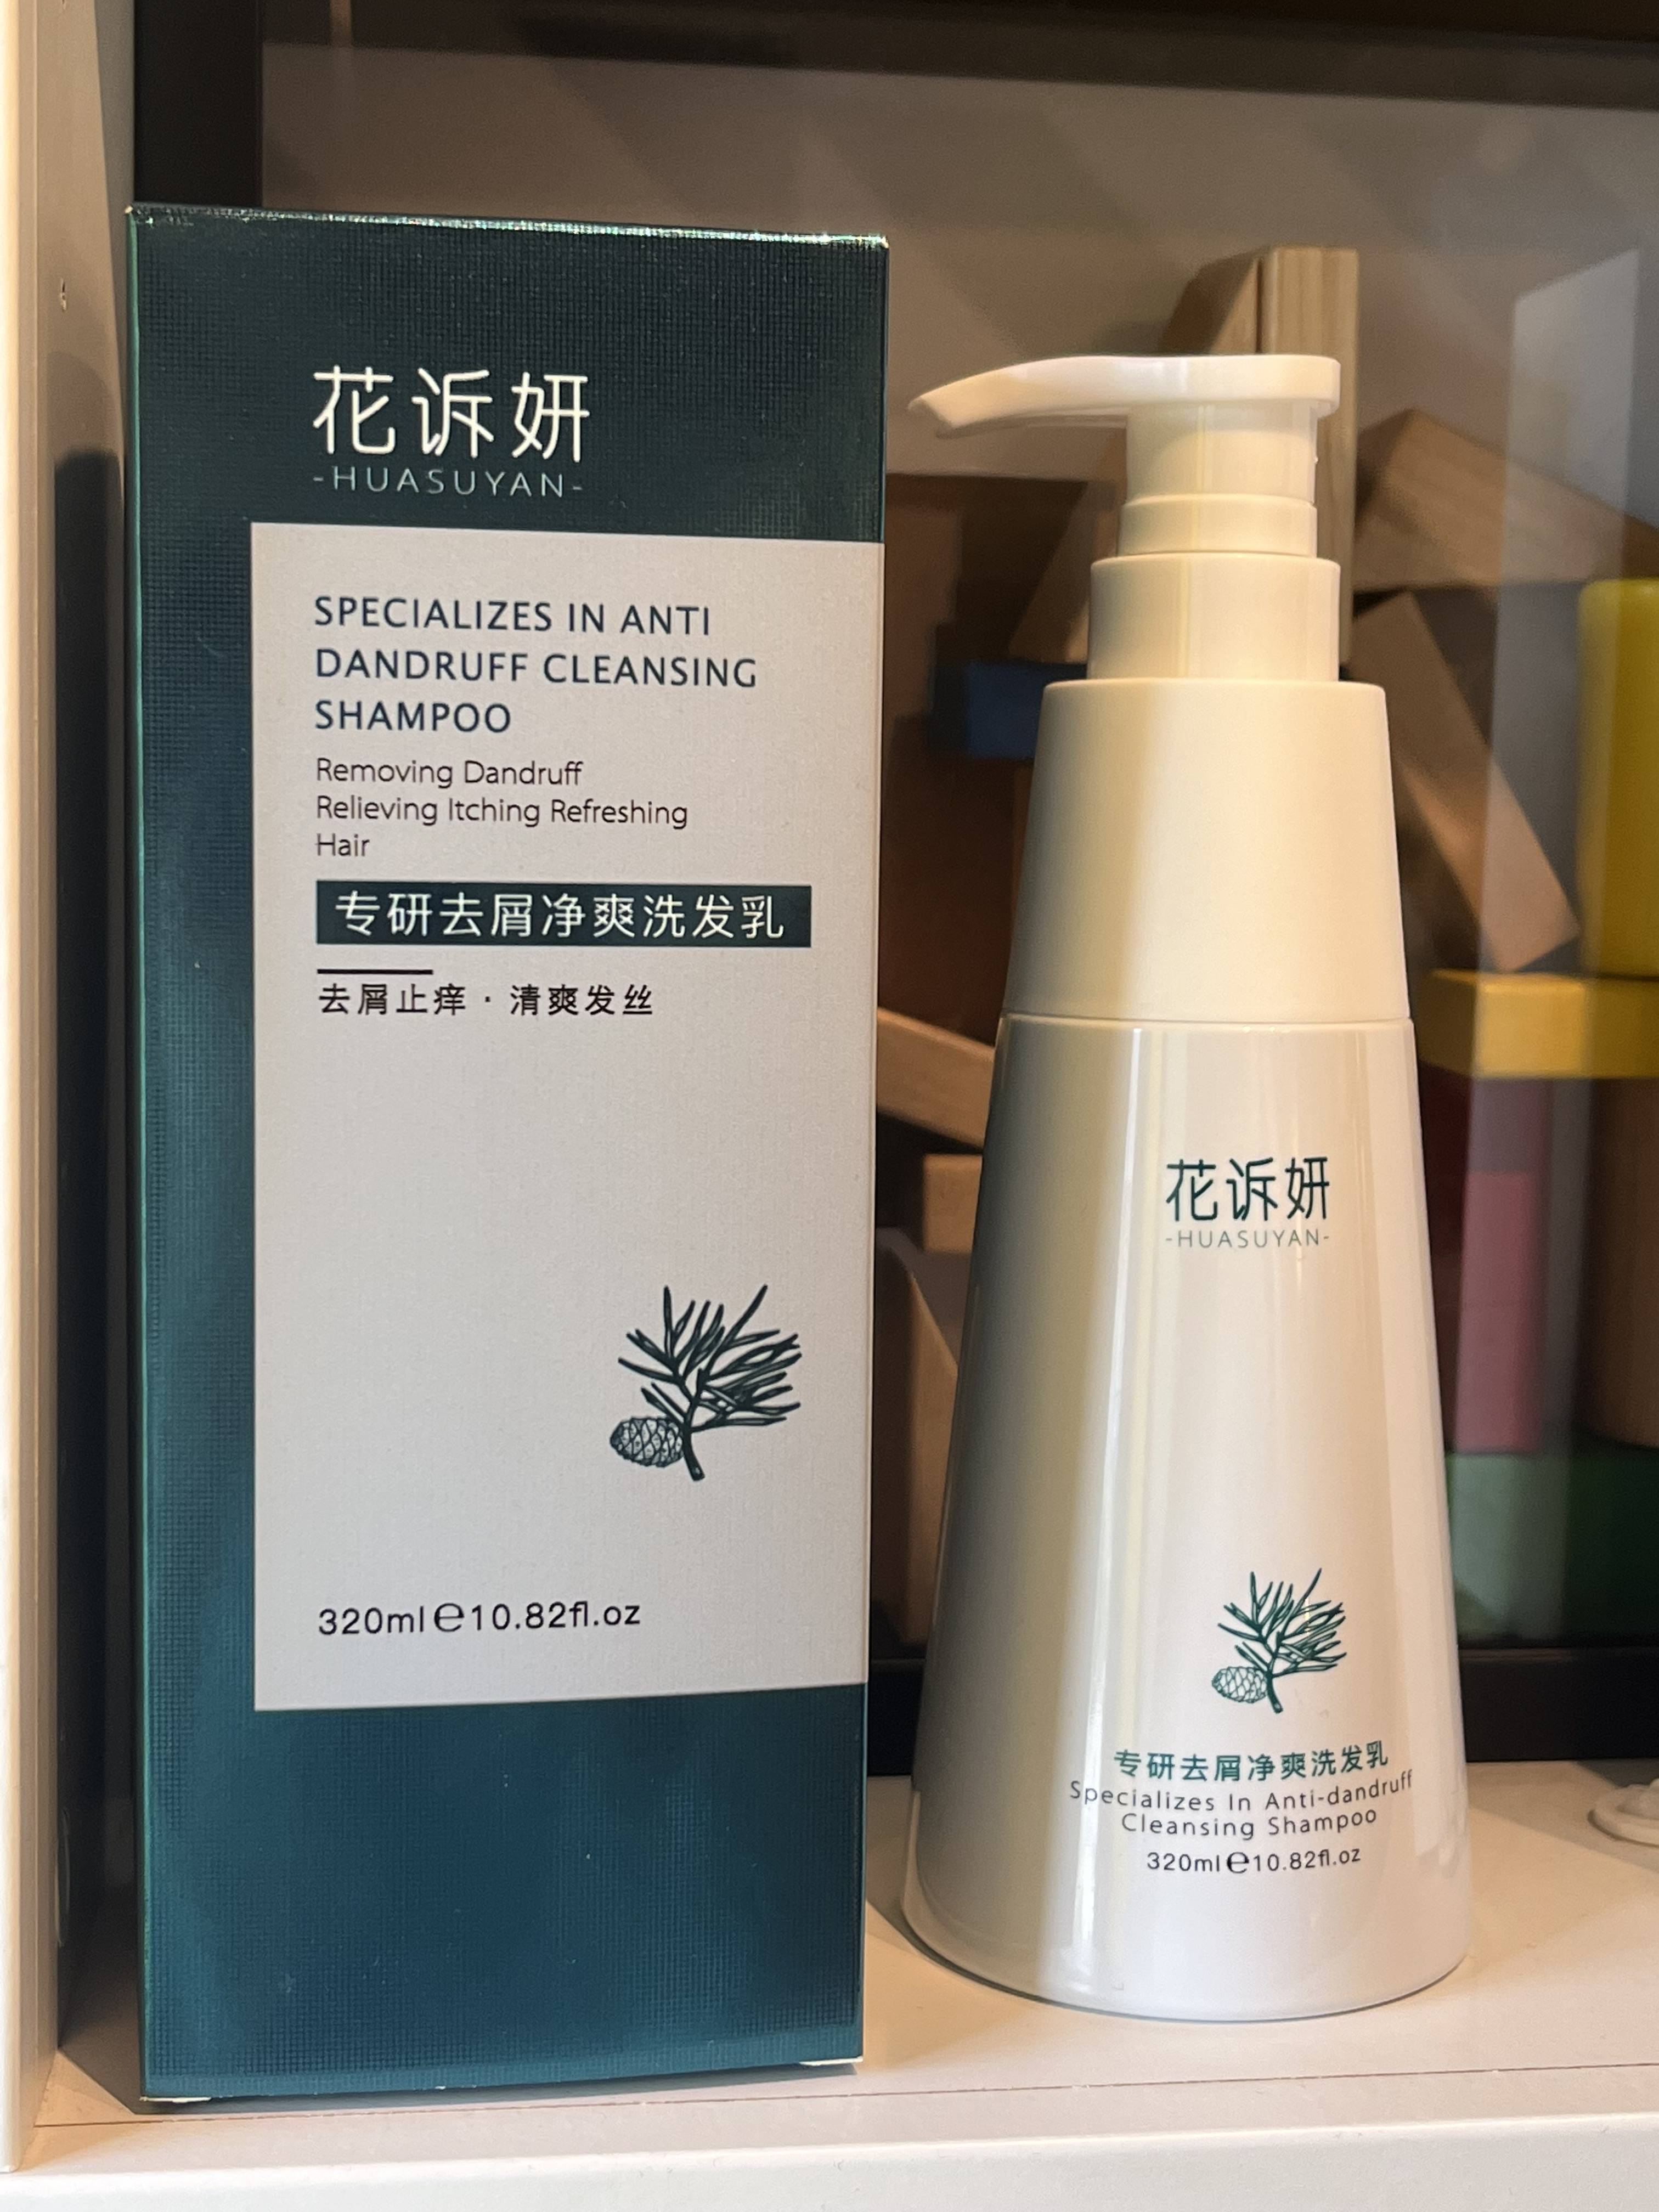 花诉妍
-HUASUYAN-
SPECIALIZES IN ANTI
DANDRUFF CLEANSING
SHAMPOO
Removing Dandruff
Relieving Itching Refreshing
Hair
专研去屑净爽洗发乳
去屑止痒·清爽发丝
320ml℮10.82fl.oz
花诉妍
-HUASUYAN-
专研去屑净爽洗发乳
Specializes In Anti-dandruff
Cleansing Shampoo
320ml℮10.82fl.oz